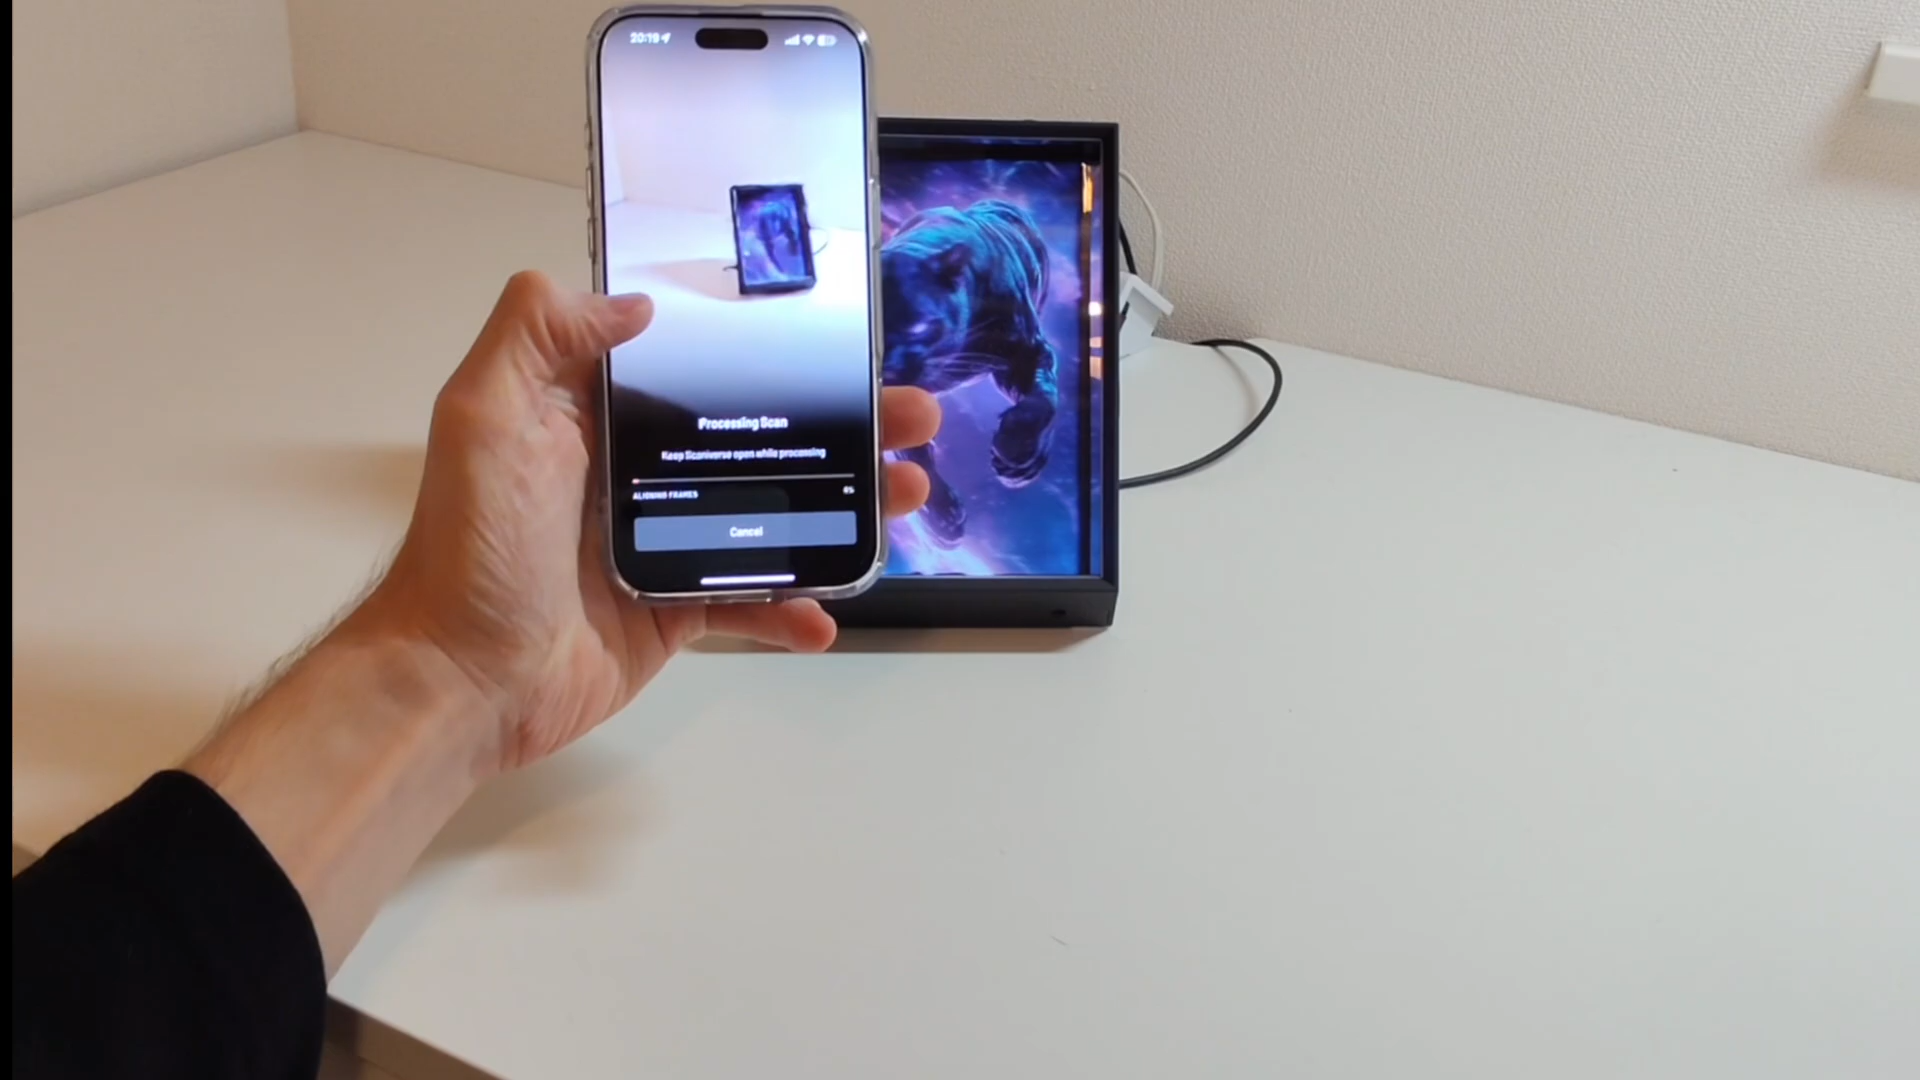 20:19
Processing Scan
Keep Scaniverse open while processing
ALIGNING FRAMES
Cancel